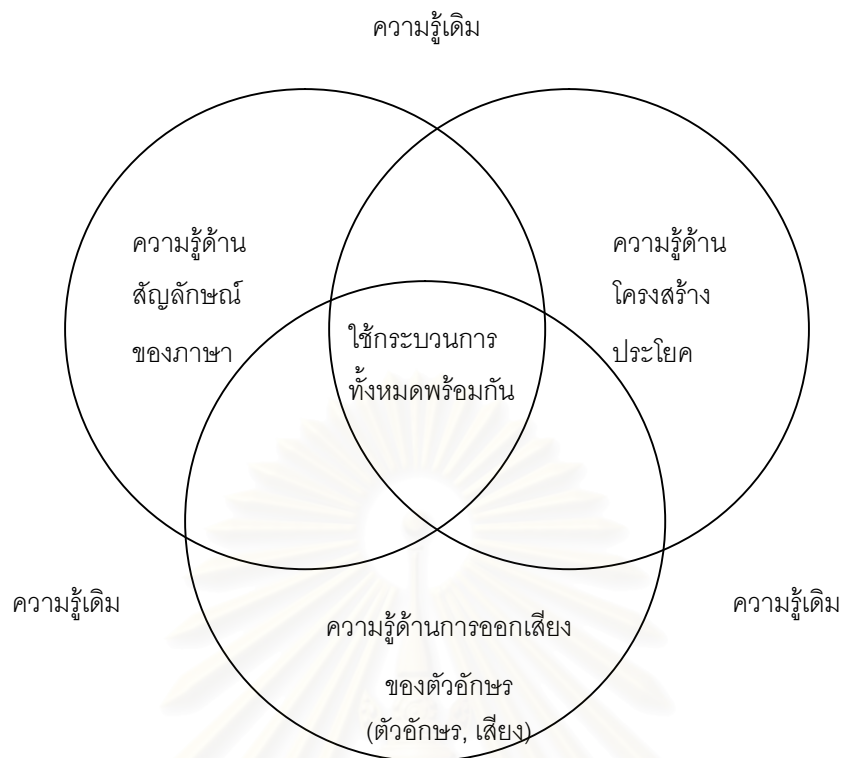 ความรู้เดิม
ความรู้ด้าน
สัญลักษณ์
ของภาษา
ความรู้ด้าน
โครงสร้าง
ประโยค
ใช้กระบวนการ
ทั้งหมดพร้อมกัน
ความรู้เดิม
ความรู้เดิม
ความรู้ด้านการออกเสียง
ของตัวอักษร
(ตัวอักษร, เสียง)